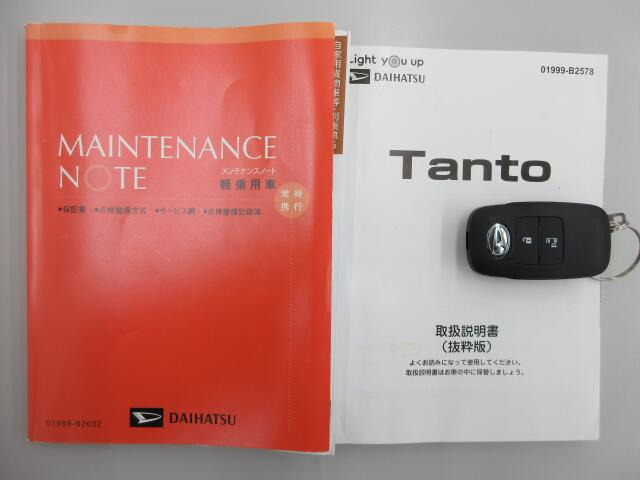 MAINTENANCE
NOTE
メンテナンスノート
軽乗用車
常時
携行
●保証書 ●点検整備方式 ●サービス網 ●点検整備記録簿
01989-B2032
DAIHATSU
Light you up
DAIHATSU
01999-B2578
Tanto
取扱説明書
（抜粋版）
よくお読みになって使用してください。
取扱説明書はお車の中に保管しましょう。